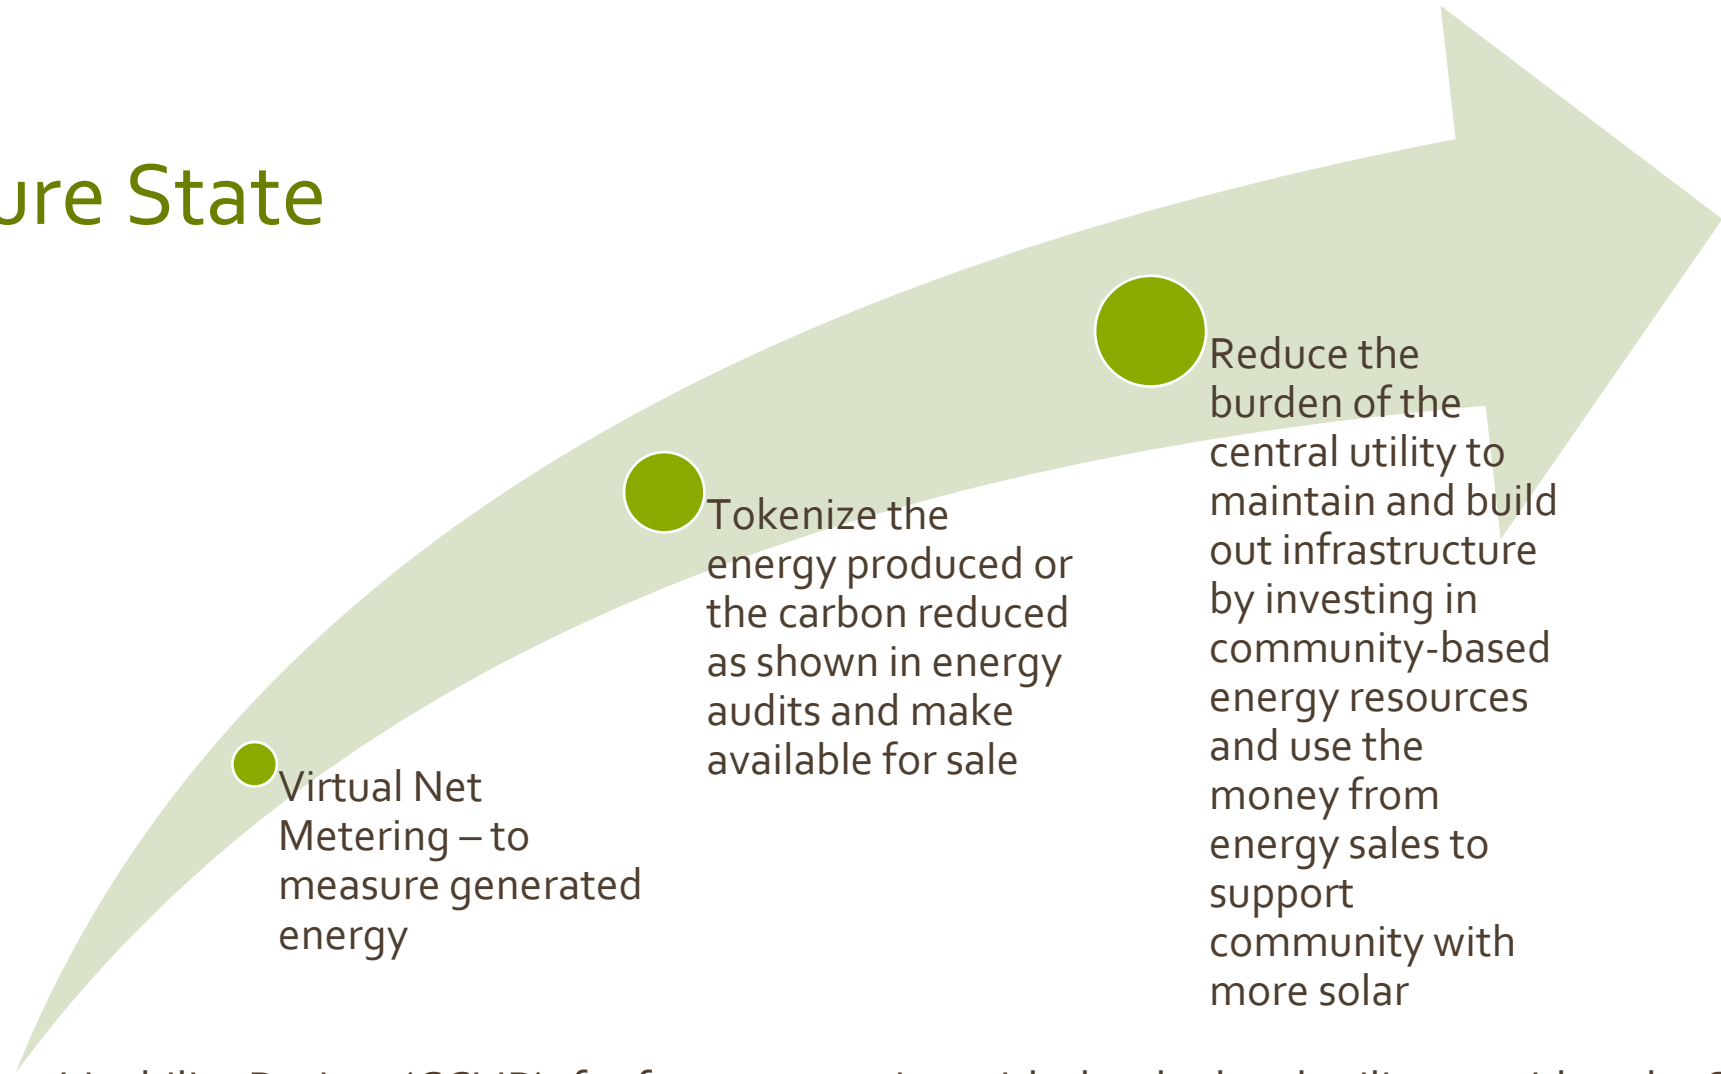 ure State
Virtual Net
Metering – to
measure generated
energy
Tokenize the
energy produced or
the carbon reduced
as shown in energy
audits and make
available for sale
Reduce the
burden of the
central utility to
maintain and build
out infrastructure
by investing in
community-based
energy resources
and use the
money from
energy sales to
support
community with
more solar